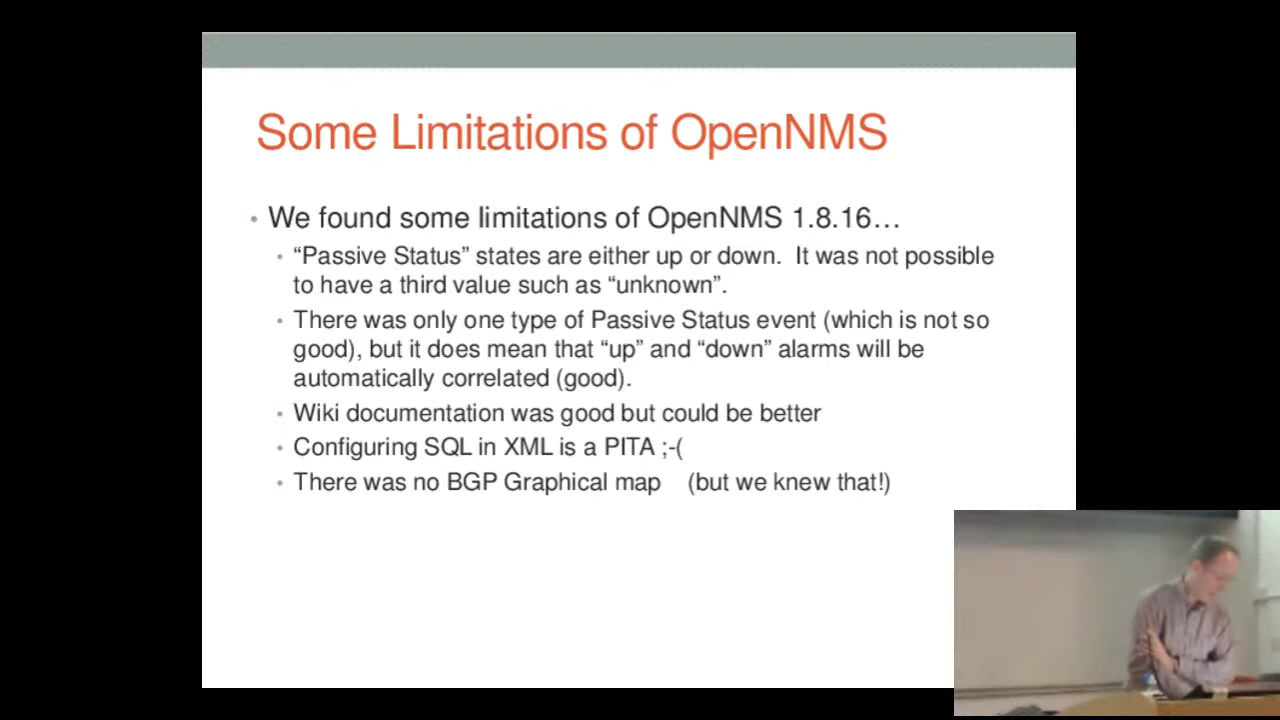 Some Limitations of OpenNMS
• We found some limitations of OpenNMS 1.8.16…
• “Passive Status” states are either up or down.  It was not possible
to have a third value such as “unknown”.
• There was only one type of Passive Status event (which is not so
good), but it does mean that “up” and “down” alarms will be
automatically correlated (good).
• Wiki documentation was good but could be better
• Configuring SQL in XML is a PITA ;-(
• There was no BGP Graphical map    (but we knew that!)